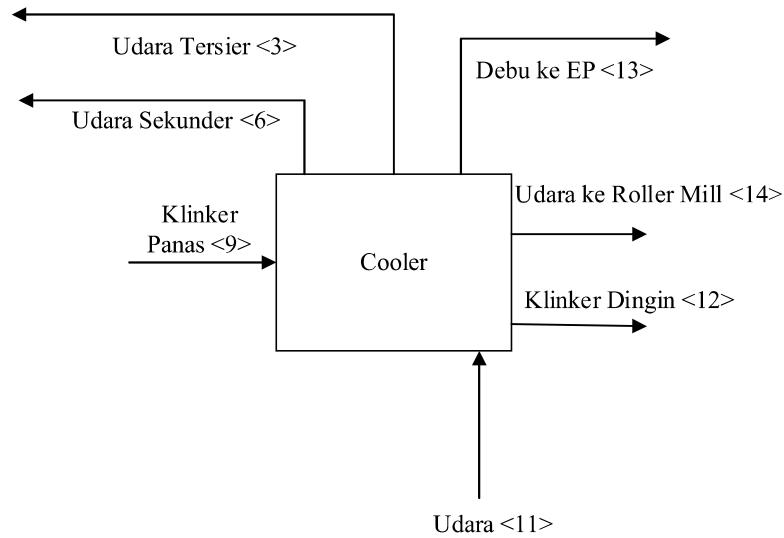 Udara Tersier <3>
Debu ke EP <13>
Udara Sekunder <6>
Udara ke Roller Mill <14>
Klinker
Panas <9>
Cooler
Klinker Dingin <12>
Udara <11>